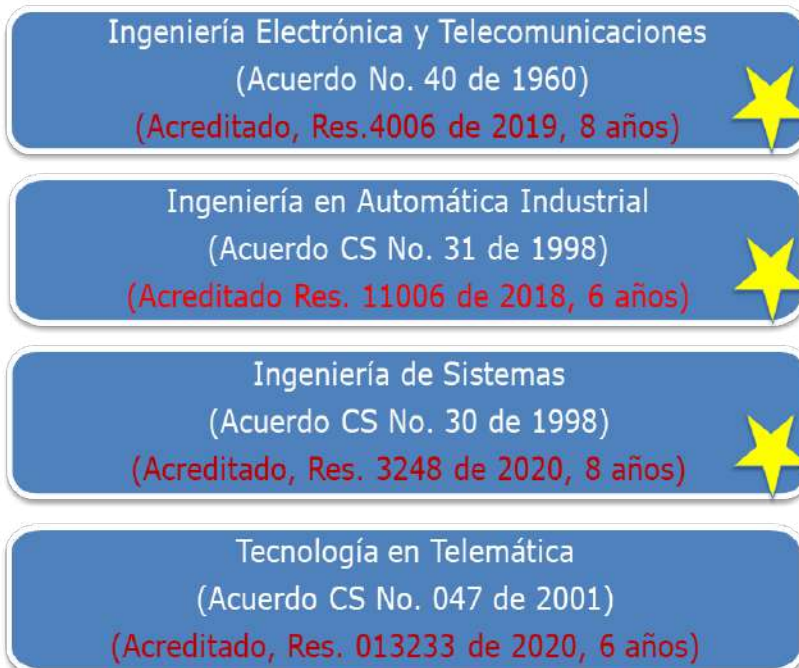 Ingeniería Electrónica y Telecomunicaciones
(Acuerdo No. 40 de 1960)
(Acreditado, Res.4006 de 2019, 8 años)
Ingeniería en Automática Industrial
(Acuerdo CS No. 31 de 1998)
(Acreditado Res. 11006 de 2018, 6 años)
Ingeniería de Sistemas
(Acuerdo CS No. 30 de 1998)
(Acreditado, Res. 3248 de 2020, 8 años)
Tecnología en Telemática
(Acuerdo CS No. 047 de 2001)
(Acreditado, Res. 013233 de 2020, 6 años)